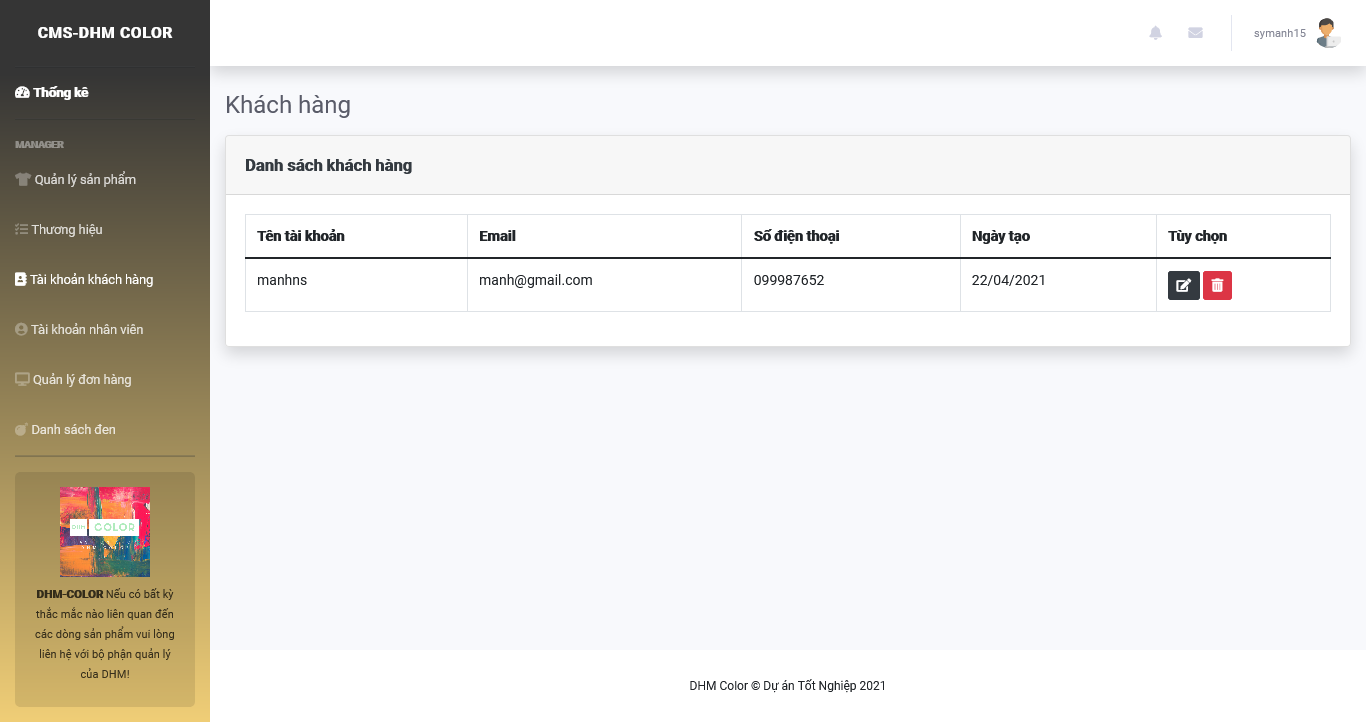 CMS-DHM COLOR
symanh15
Thống kê
MANAGER
Quản lý sản phẩm
Thương hiệu
Tài khoản khách hàng
Tài khoản nhân viên
Quản lý đơn hàng
Danh sách đen
DHM COLOR
DHM-COLOR Nếu có bất kỳ
thắc mắc nào liên quan đến
các dòng sản phẩm vui lòng
liên hệ với bộ phận quản lý
của DHM!
Khách hàng
Danh sách khách hàng
Tên tài khoản Email Số điện thoại Ngày tạo Tùy chọn
manhns manh@gmail.com 099987652 22/04/2021
DHM Color © Dự án Tốt Nghiệp 2021